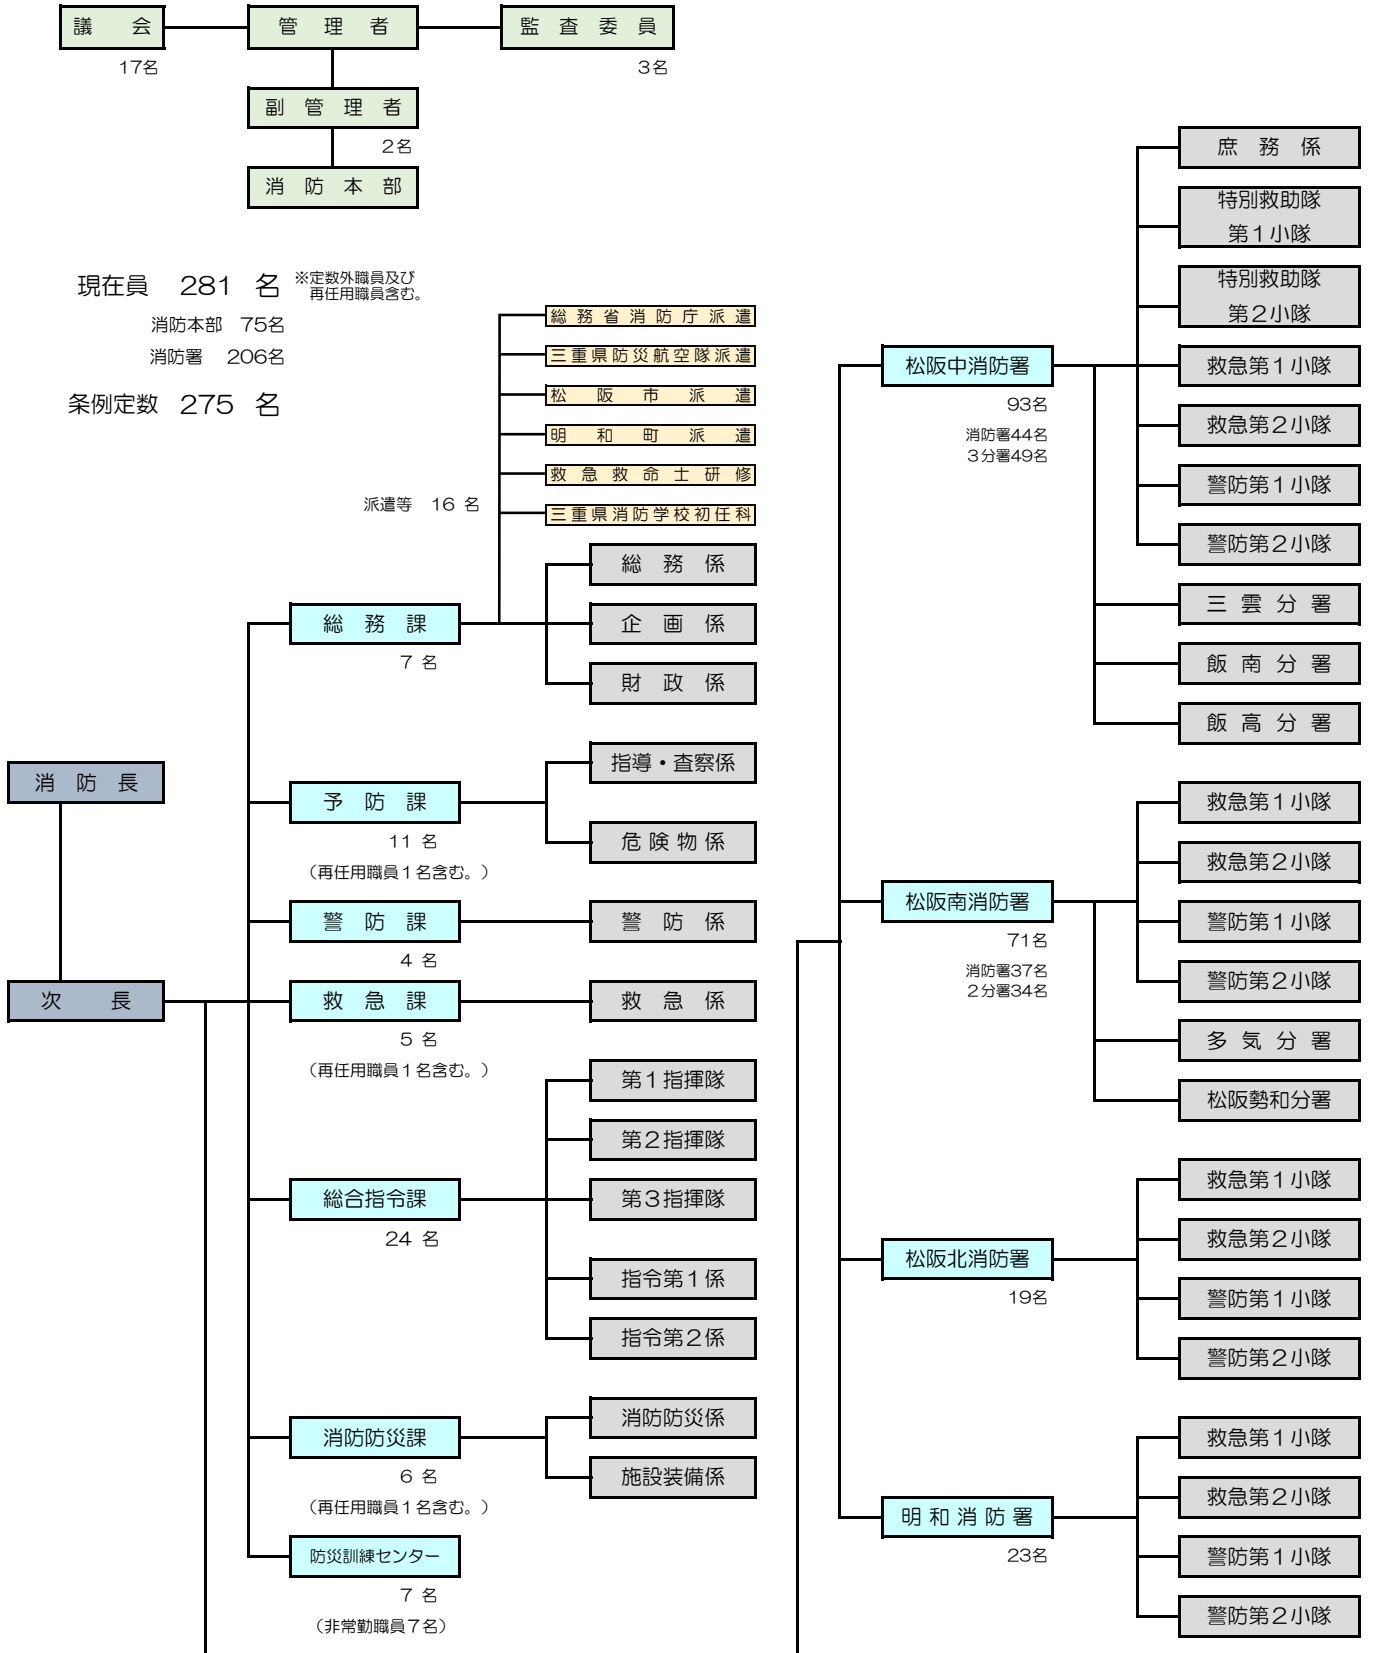 議　会
管　理　者
監　査　委　員
17名
3名
副　管　理　者
2名
消　防　本　部
現在員　281　名
※定数外職員及び
再任用職員含む。
消防本部　75名
消防署　206名
条例定数　275　名
総務省消防庁派遣
三重県防災航空隊派遣
松　阪　市　派　遣
明　和　町　派　遣
救急救命士研修
三重県消防学校初任科
派遣等　16 名
総　務　課
7 名
総　務　係
企　画　係
財　政　係
消　防　長
次　長
予　防　課
11 名
（再任用職員１名含む。）
指導・査察係
危険物係
警　防　課
4 名
警　防　係
救　急　課
5 名
（再任用職員１名含む。）
救　急　係
総合指令課
24 名
第１指揮隊
第２指揮隊
第３指揮隊
指令第１係
指令第２係
消防防災課
6 名
（再任用職員１名含む。）
消防防災係
施設装備係
防災訓練センター
7 名
（非常勤職員７名）
松阪中消防署
93名
消防署44名
３分署49名
庶　務　係
特別救助隊
第１小隊
特別救助隊
第２小隊
救急第１小隊
救急第２小隊
警防第１小隊
警防第２小隊
三　雲　分　署
飯　南　分　署
飯　高　分　署
松阪南消防署
71名
消防署37名
２分署34名
救急第１小隊
救急第２小隊
警防第１小隊
警防第２小隊
多　気　分　署
松阪勢和分署
松阪北消防署
19名
救急第１小隊
救急第２小隊
警防第１小隊
警防第２小隊
明　和　消　防　署
23名
救急第１小隊
救急第２小隊
警防第１小隊
警防第２小隊